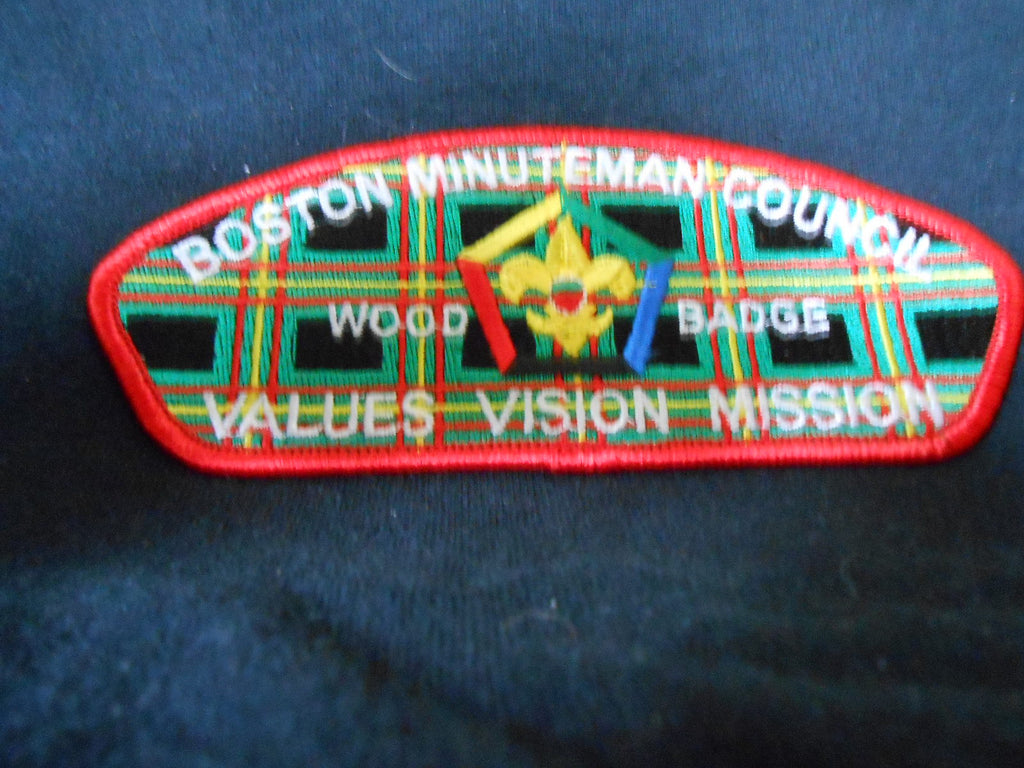 BOSTON MINUTEMAN COUNCIL
WOOD BADGE
VALUES VISION MISSION